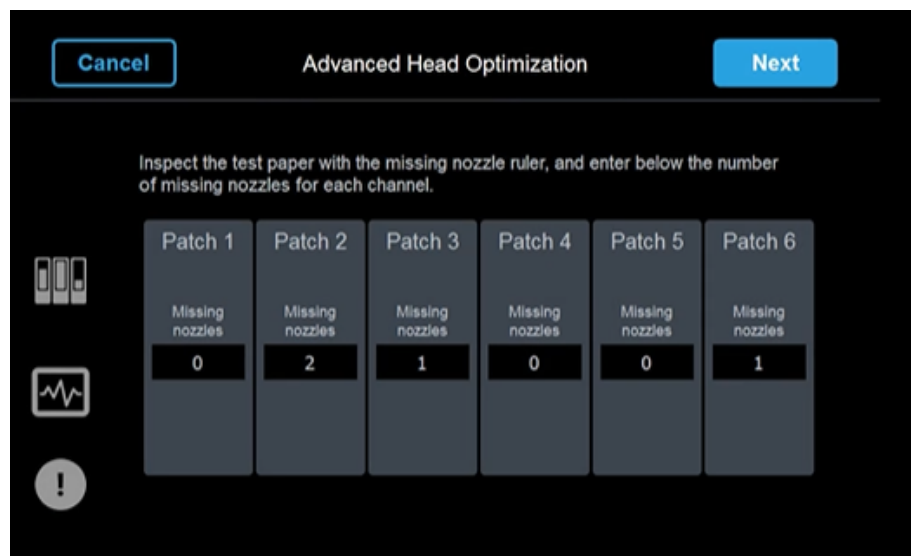 Cancel
Advanced Head Optimization
Next
Inspect the test paper with the missing nozzle ruler, and enter below the number
of missing nozzles for each channel.
Patch 1 Patch 2 Patch 3 Patch 4 Patch 5 Patch 6
Missing Missing Missing Missing Missing Missing
nozzles nozzles nozzles nozzles nozzles nozzles
0 2 1 0 0 1
!